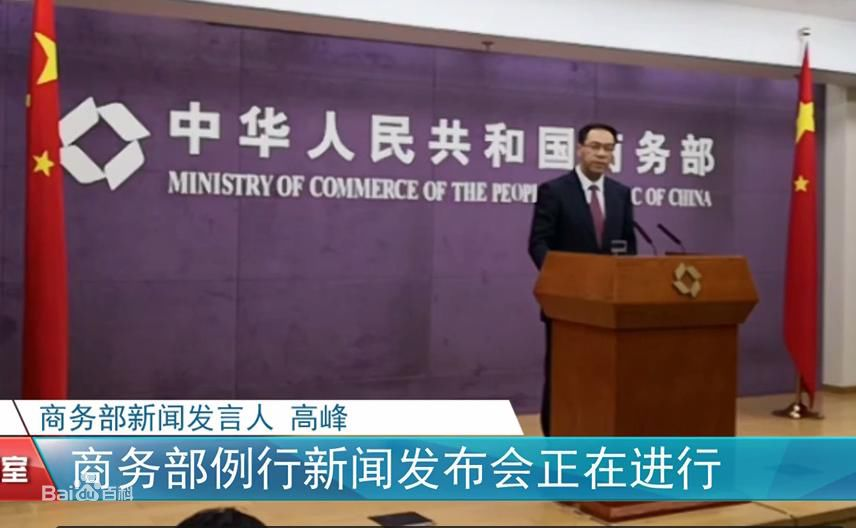 中华人民共和国商务部
MINISTRY OF COMMERCE OF THE PEOP C OF CHINA
商务部新闻发言人 高峰
室 商务部例行新闻发布会正在进行
Bai百科